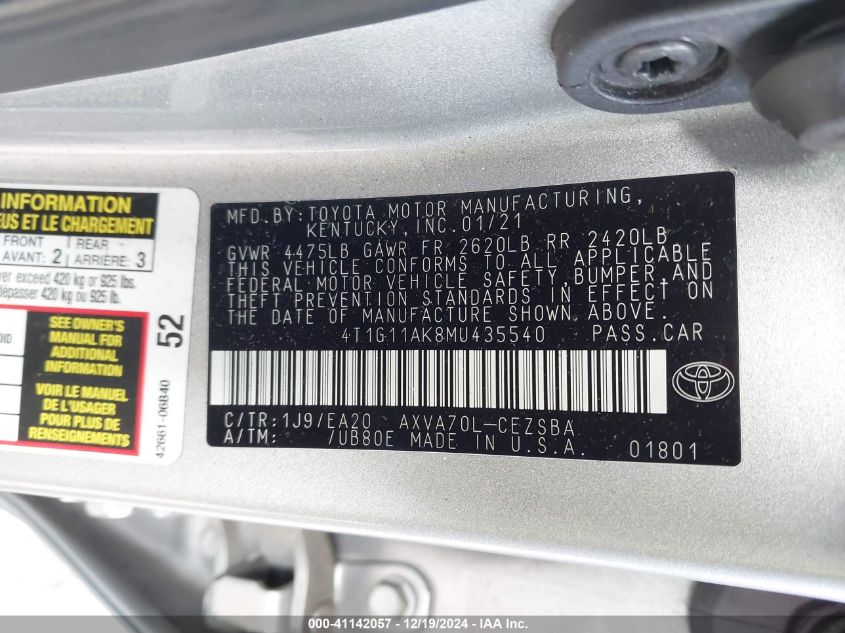 INFORMATION
EUS ET LE CHARGEMENT
FRONT
AVANT: 2
REAR
ARRIÈRE: 3
ver exceed 420 kg or 925 lbs.
dépasser 420 kg ou 925 lb.
SEE OWNER'S
MANUAL FOR
ADDITIONAL
INFORMATION
VOIR LE MANUEL
DE L'USAGER
POUR PLUS DE
RENSEIGNEMENTS
52
42661-06B40
MFD.BY:TOYOTA MOTOR MANUFACTURING,
KENTUCKY, INC.01/21
GVWR 4475LB GAWR FR 2620LB RR 2420LB
THIS VEHICLE CONFORMS TO ALL APPLICABLE
FEDERAL MOTOR VEHICLE SAFETY, BUMPER, AND
THEFT PREVENTION STANDARDS IN EFFECT ON
THE DATE OF MANUFACTURE SHOWN ABOVE.
4T1G11AK8MU435540 PASS.CAR
C/TR:1J9/EA20 AXVA70L-CEZSBA
A/TM: /UB80E MADE IN U.S.A. 01801
000-41142057 - 12/19/2024 - IAAI.COM